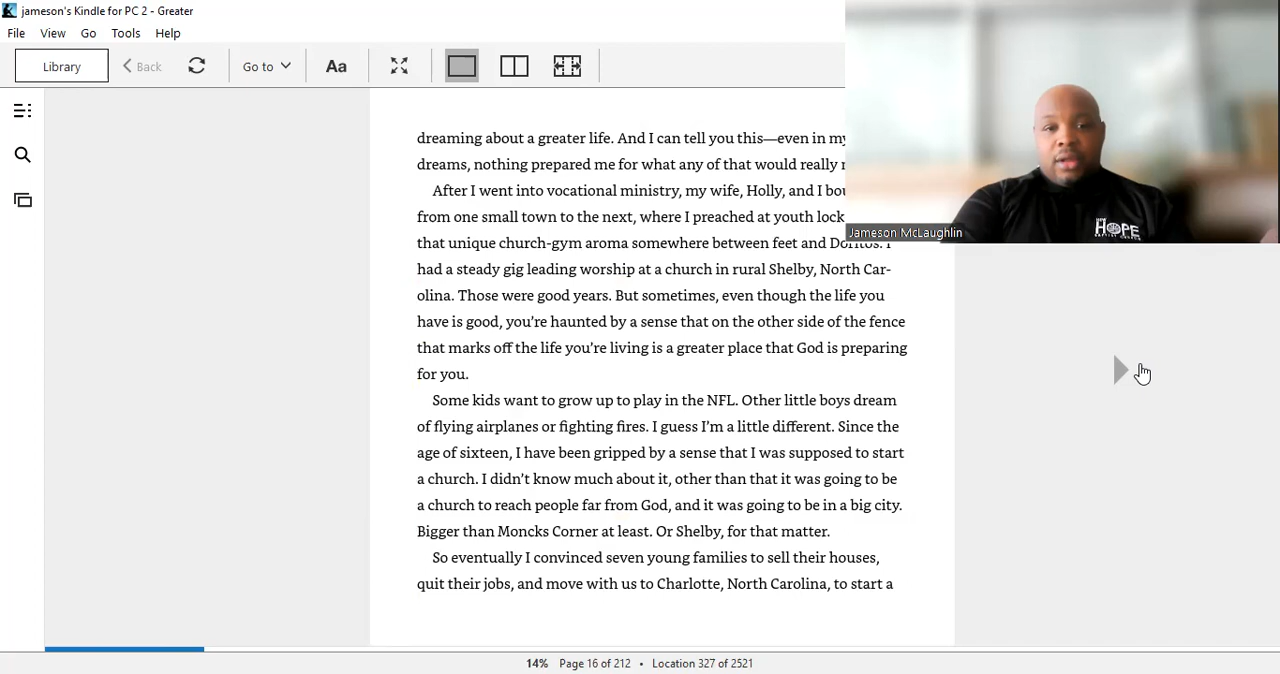 jameson's Kindle for PC 2 - Greater
File View Go Tools Help
Library Back Go to Aa
dreaming about a greater life. And I can tell you this—even in my
dreams, nothing prepared me for what any of that would really
After I went into vocational ministry, my wife, Holly, and I
from one small town to the next, where I preached at youth lock
that unique church-gym aroma somewhere between feet and Doritos. I
had a steady gig leading worship at a church in rural Shelby, North Car-
olina. Those were good years. But sometimes, even though the life you
have is good, you're haunted by a sense that on the other side of the fence
that marks off the life you're living is a greater place that God is preparing
for you.
Some kids want to grow up to play in the NFL. Other little boys dream
of flying airplanes or fighting fires. I guess I'm a little different. Since the
age of sixteen, I have been gripped by a sense that I was supposed to start
a church. I didn't know much about it, other than that it was going to be
a church to reach people far from God, and it was going to be in a big city.
Bigger than Moncks Corner at least. Or Shelby, for that matter.
So eventually I convinced seven young families to sell their houses,
quit their jobs, and move with us to Charlotte, North Carolina, to start a
14% Page 16 of 212 • Location 327 of 2521
Jameson McLaughlin
HOPE